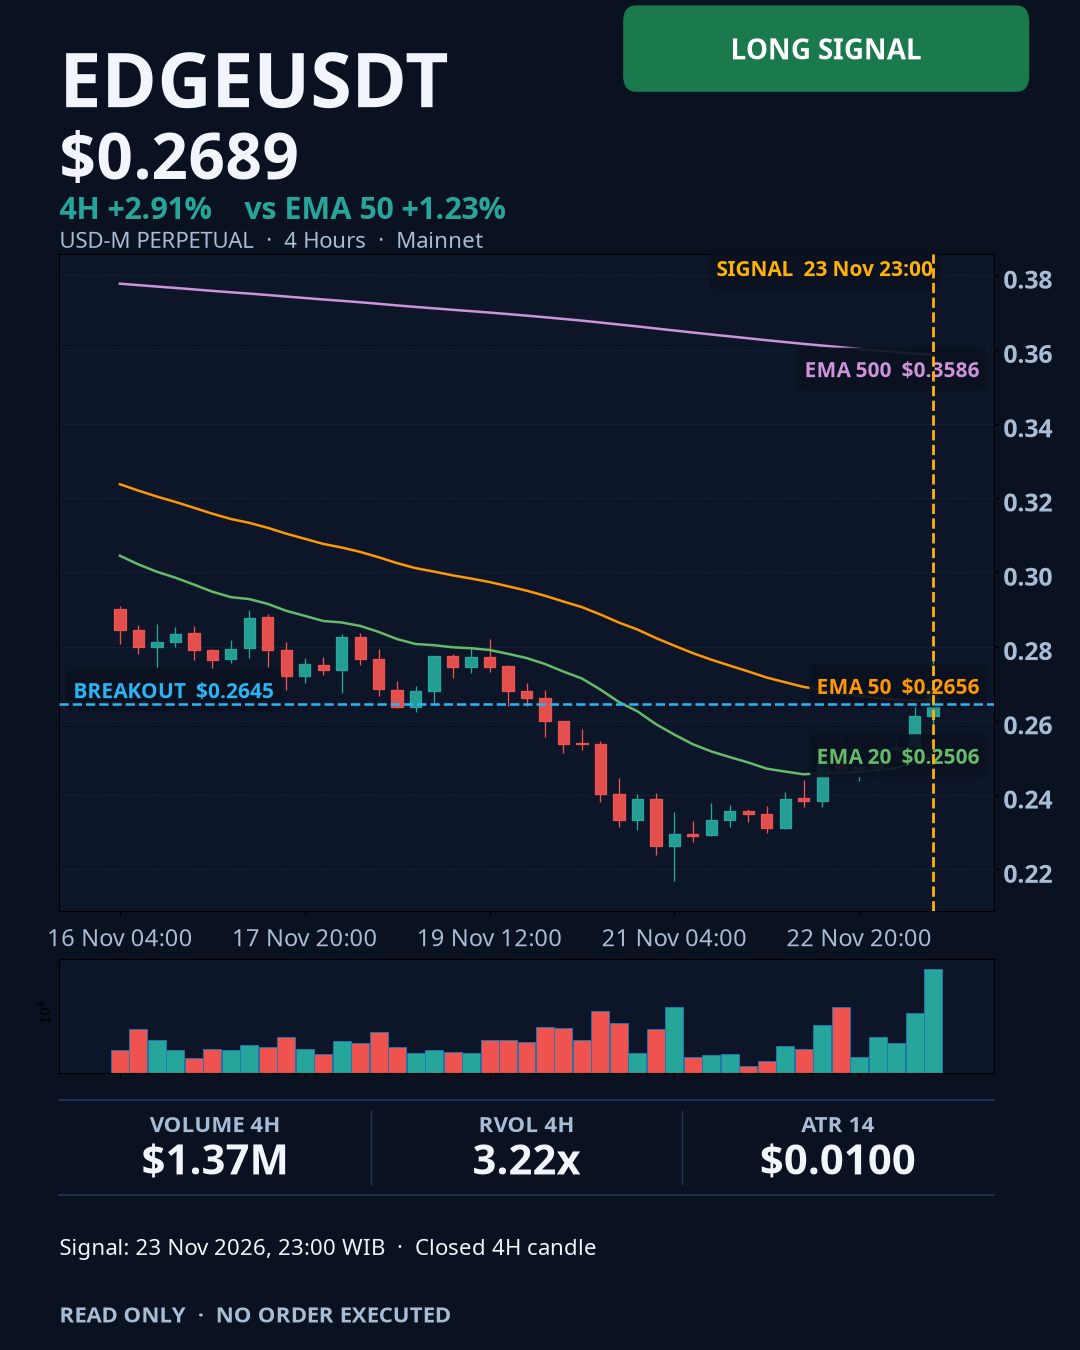 LONG SIGNAL
EDGEUSDT
$0.2689
4H +2.91% vs EMA 50 +1.23%
USD-M PERPETUAL · 4 Hours · Mainnet
SIGNAL 23 Nov 23:00
0.38
0.36
EMA 500 $0.3586
0.34
0.32
0.30
0.28
BREAKOUT $0.2645
EMA 50 $0.2656
0.26
EMA 20 $0.2506
0.24
0.22
16 Nov 04:00 17 Nov 20:00 19 Nov 12:00 21 Nov 04:00 22 Nov 20:00
10⁶
VOLUME 4H RVOL 4H ATR 14
$1.37M 3.22x $0.0100
Signal: 23 Nov 2026, 23:00 WIB · Closed 4H candle
READ ONLY · NO ORDER EXECUTED